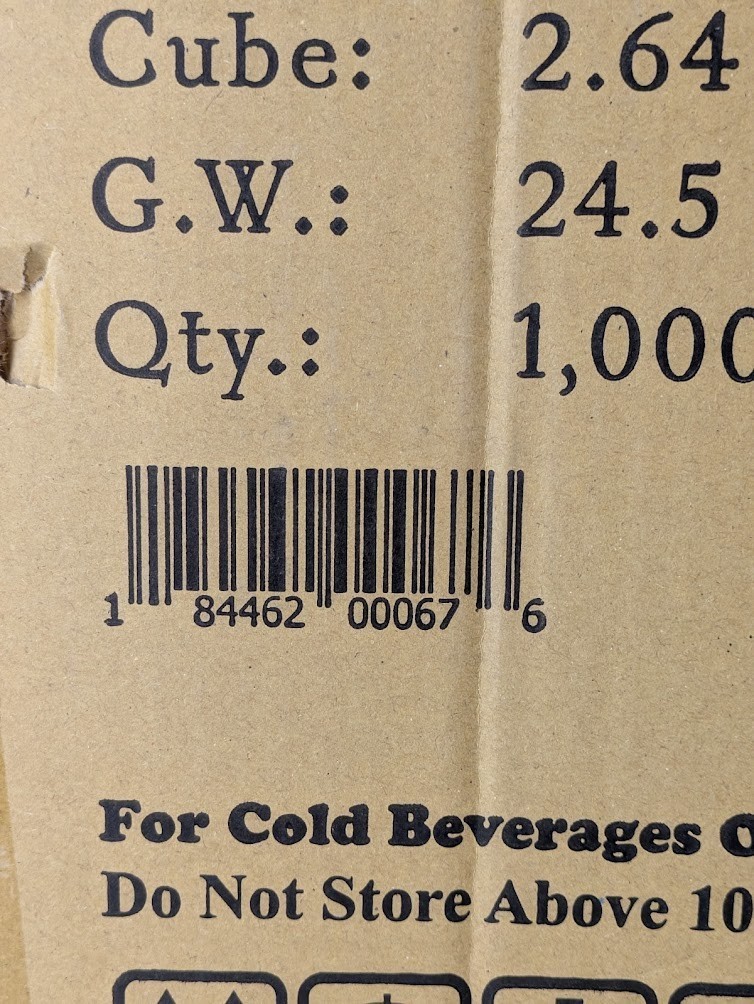 Cube: 2.64
G.W.: 24.5
Qty.: 1,000
1 84462 00067 6
For Cold Beverages
Do Not Store Above 10